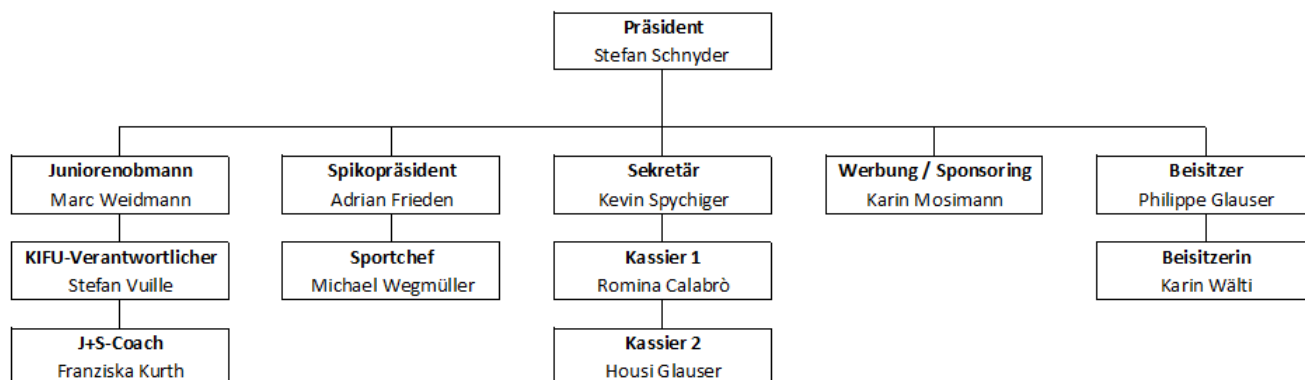 Präsident
Stefan Schnyder
Juniorenobmann
Marc Weidmann
Spikopräsident
Adrian Frieden
Sekretär
Kevin Spychiger
Werbung / Sponsoring
Karin Mosimann
Beisitzer
Philippe Glauser
KIFU-Verantwortlicher
Stefan Vuille
Sportchef
Michael Wegmüller
Kassier 1
Romina Calabrò
Beisitzerin
Karin Wälti
J+S-Coach
Franziska Kurth
Kassier 2
Housi Glauser